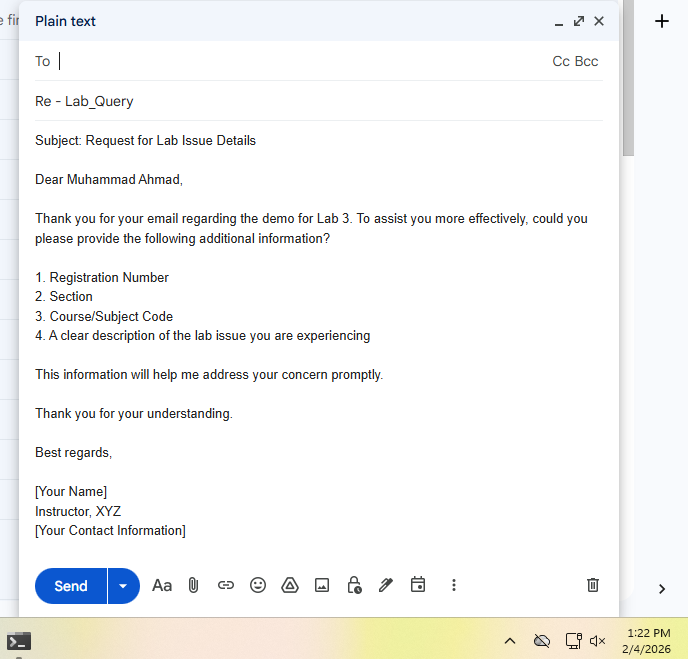 Plain text
To
Cc Bcc
Re - Lab_Query
Subject: Request for Lab Issue Details
Dear Muhammad Ahmad,
Thank you for your email regarding the demo for Lab 3. To assist you more effectively, could you
please provide the following additional information?
1. Registration Number
2. Section
3. Course/Subject Code
4. A clear description of the lab issue you are experiencing
This information will help me address your concern promptly.
Thank you for your understanding.
Best regards,
[Your Name]
Instructor, XYZ
[Your Contact Information]
Send
Aa
1:22 PM
2/4/2026